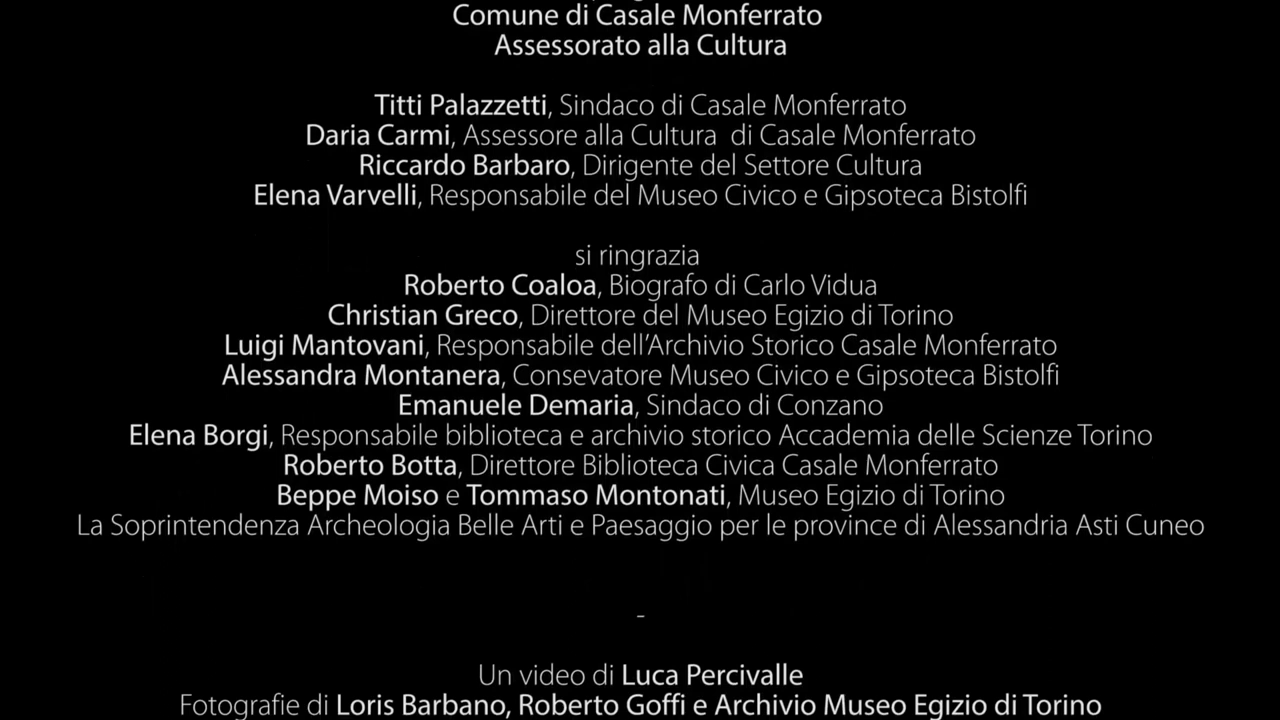 Comune di Casale Monferrato
Assessorato alla Cultura
Titti Palazzetti, Sindaco di Casale Monferrato
Daria Carmi, Assessore alla Cultura di Casale Monferrato
Riccardo Barbaro, Dirigente del Settore Cultura
Elena Varvelli, Responsabile del Museo Civico e Gipsoteca Bistolfi
si ringrazia
Roberto Coaloa, Biografo di Carlo Vidua
Christian Greco, Direttore del Museo Egizio di Torino
Luigi Mantovani, Responsabile dell'Archivio Storico Casale Monferrato
Alessandra Montanera, Consevatore Museo Civico e Gipsoteca Bistolfi
Emanuele Demaria, Sindaco di Conzano
Elena Borgi, Responsabile biblioteca e archivio storico Accademia delle Scienze Torino
Roberto Botta, Direttore Biblioteca Civica Casale Monferrato
Beppe Moiso e Tommaso Montonati, Museo Egizio di Torino
La Soprintendenza Archeologia Belle Arti e Paesaggio per le province di Alessandria Asti Cuneo
-
Un video di Luca Percivalle
Fotografie di Loris Barbano, Roberto Goffi e Archivio Museo Egizio di Torino